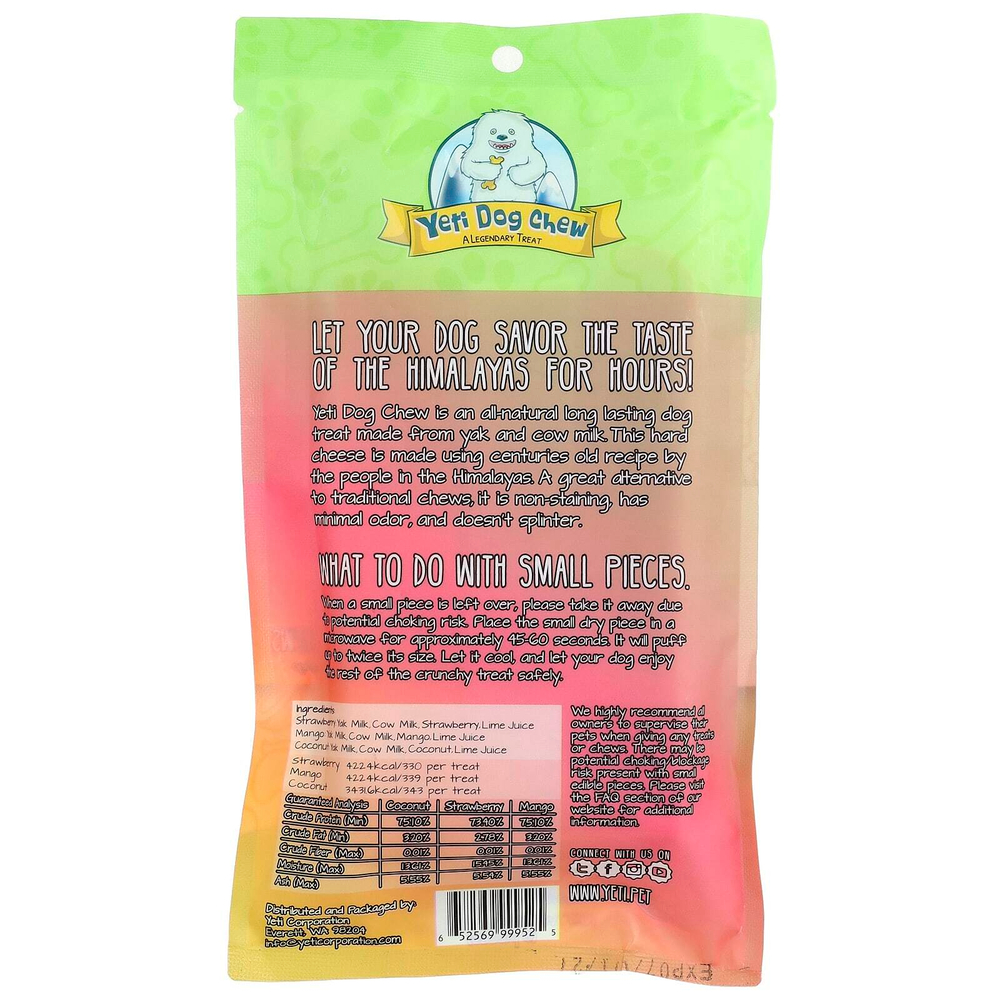 Yeti Dog Chew
A LEGENDARY TREAT
LET YOUR DOG SAVOR THE TASTE
OF THE HIMALAYAS FOR HOURS!
Yeti Dog Chew is an all-natural long lasting dog
treat made from yak and cow milk. This hard
cheese is made using centuries old recipe by
the people in the Himalayas. A great alternative
to traditional chews, it is non-staining, has
minimal odor, and doesn't splinter.
WHAT TO DO WITH SMALL PIECES.
When a small piece is left over, please take it away due
to potential choking risk. Place the small dry piece in a
microwave for approximately 45-60 seconds. It will puff
up to twice its size. Let it cool, and let your dog enjoy
the rest of the crunchy treat safely.
Ingredients
Strawberry Yak Milk, Cow Milk, Strawberry, Lime Juice
Mango Yak Milk, Cow Milk, Mango, Lime Juice
Coconut Yak Milk, Cow Milk, Coconut, Lime Juice
Strawberry 4224kcal/330 per treat
Mango 4224kcal/339 per treat
Coconut 3431.6kcal/343 per treat
Guaranteed Analysis Coconut Strawberry Mango
Crude Protein (Min) 75.10% 73.40% 75.10%
Crude Fat (Min) 3.20% 2.78% 3.20%
Crude Fiber (Max) 0.01% 0.01% 0.01%
Moisture (Max) 13.61% 15.45% 13.61%
Ash (Max) 5.55% 5.54% 5.55%
We highly recommend all
owners to supervise their
pets when giving any treats
or chews. There may be
potential choking/blockage
risk present with small
edible pieces. Please visit
the FAQ section of our
website for additional
information.
CONNECT WITH US ON
WWW.YETI.PET
Distributed and Packaged by:
Yeti Corporation
Everett, WA 98204
info@yeticorporation.com
6 52569 99952 5